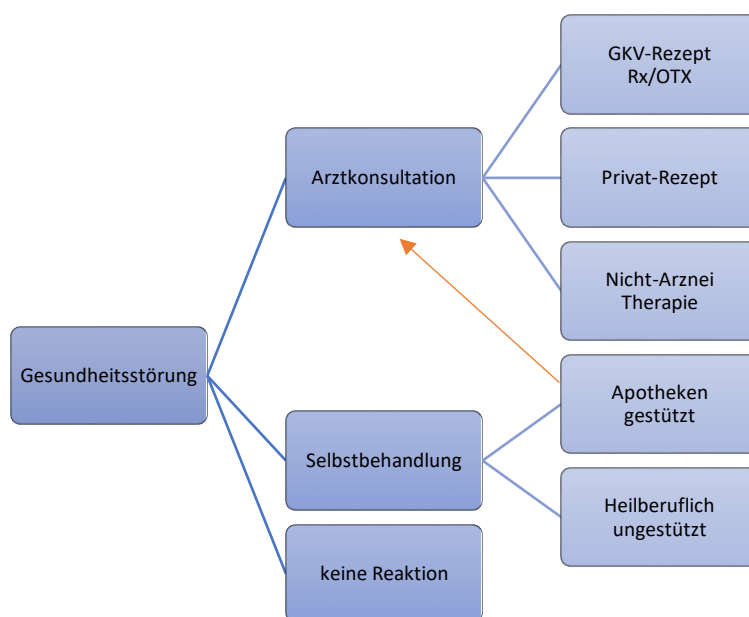 GKV-Rezept
Rx/OTX
Arztkonsultation
Privat-Rezept
Nicht-Arznei
Therapie
Gesundheitsstörung
Apotheken
gestützt
Selbstbehandlung
Heilberuflich
ungestützt
keine Reaktion